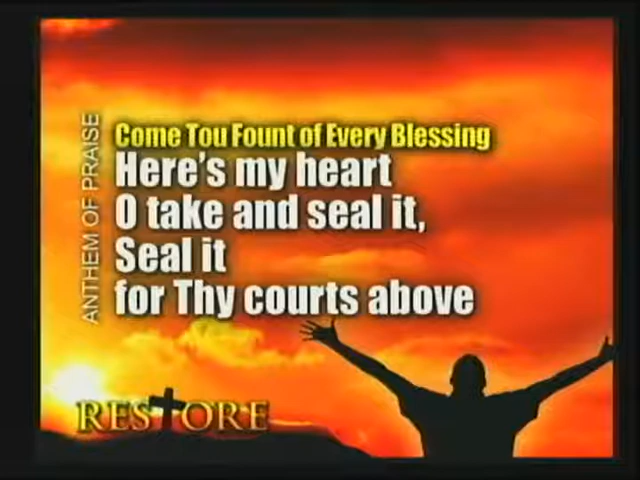 ANTHEM OF PRAISE
Come Tou Fount of Every Blessing
Here's my heart
O take and seal it,
Seal it
for Thy courts above
RESTORE